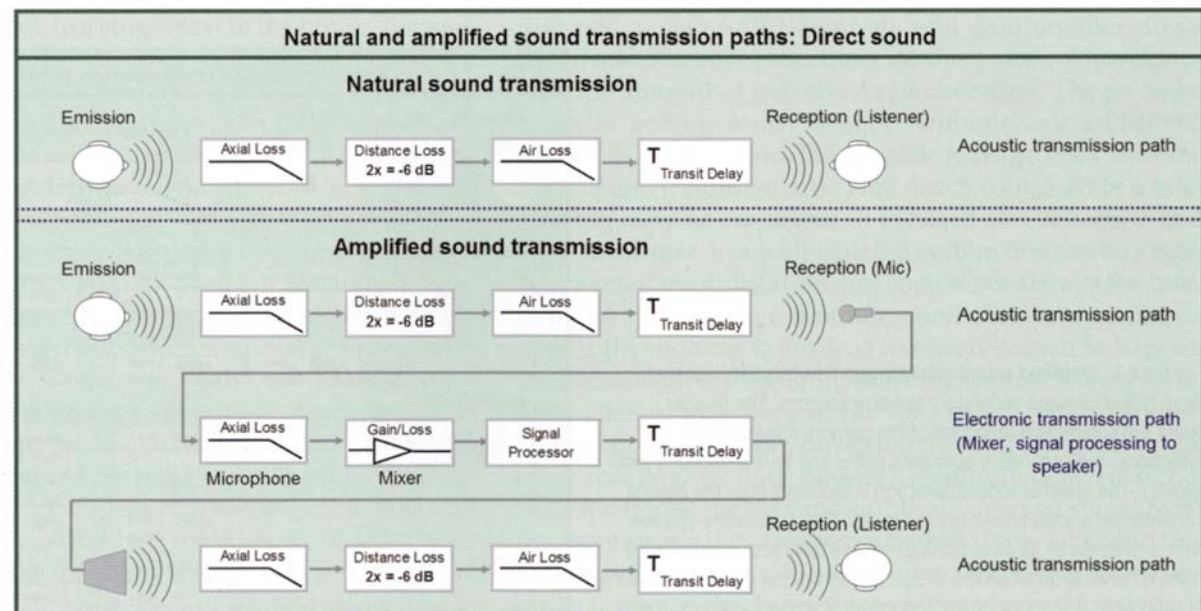 Natural and amplified sound transmission paths: Direct sound
Natural sound transmission
Emission
Reception (Listener)
Axial Loss
Distance Loss
2x = -6 dB
Air Loss
T
Transit Delay
Acoustic transmission path
Amplified sound transmission
Emission
Reception (Mic)
Axial Loss
Distance Loss
2x = -6 dB
Air Loss
T
Transit Delay
Acoustic transmission path
Axial Loss
Microphone
Gain/Loss
Mixer
Signal
Processor
T
Transit Delay
Electronic transmission path
(Mixer, signal processing to
speaker)
Reception (Listener)
Axial Loss
Distance Loss
2x = -6 dB
Air Loss
T
Transit Delay
Acoustic transmission path